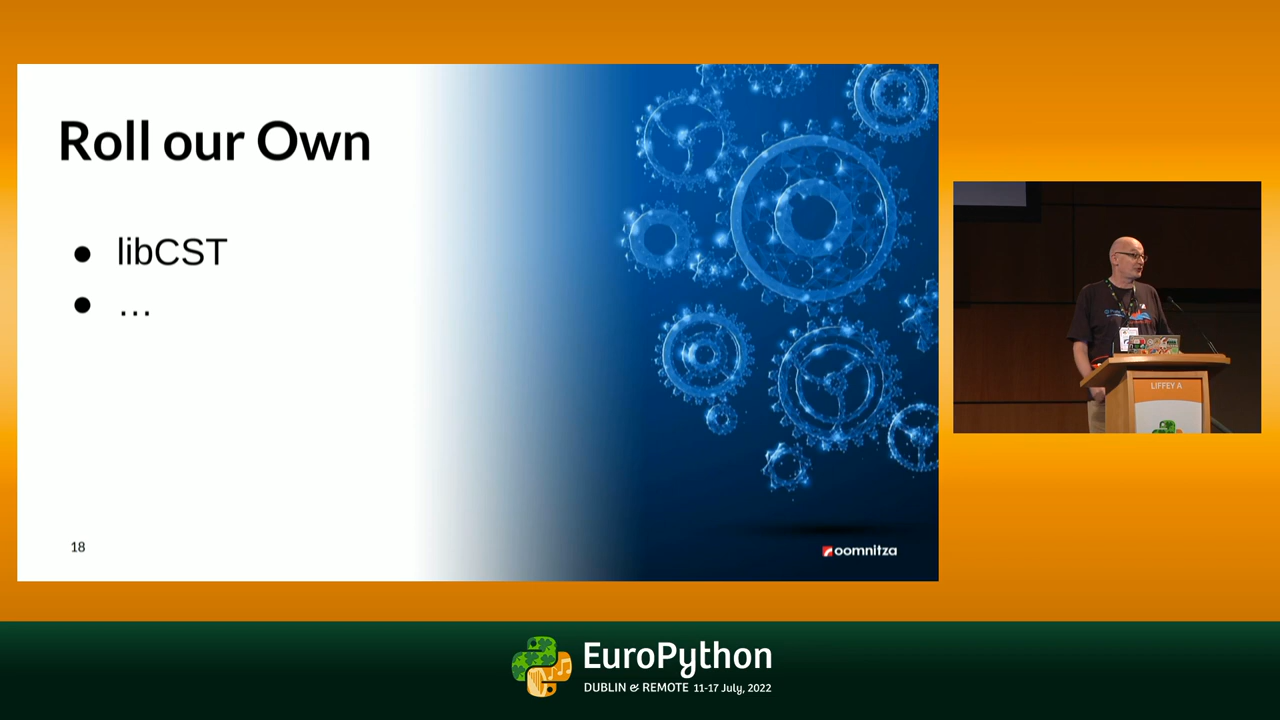 Roll our Own
● libCST
● …
18
oomnitza
LIFFEY A
EuroPython
DUBLIN & REMOTE 11-17 July, 2022